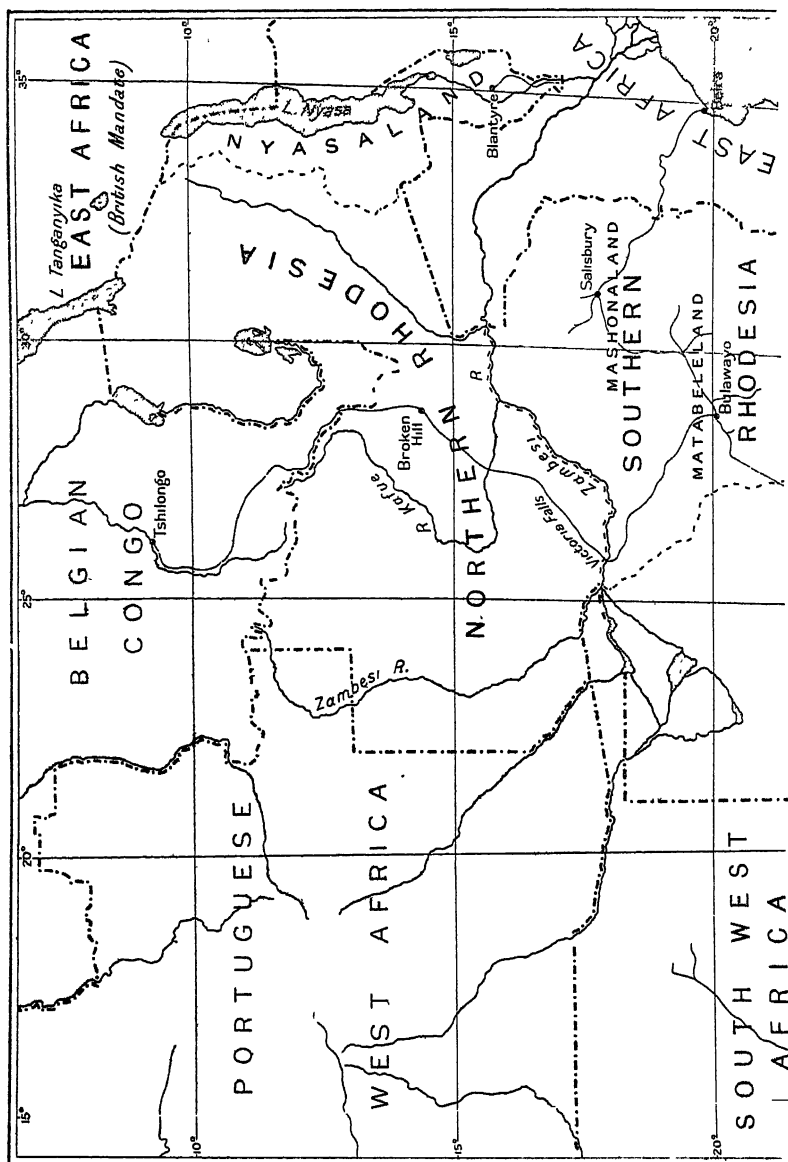 35°
30°
25°
20°
15°
10°
15°
20°
10°
15°
20°
L Tanganyika
EAST AFRICA
(British Mandate)
L Nyasa
NYASALAND
Blantyre
EAST AFRICA
Beira
BELGIAN
CONGO
Tshilongo
NORTHERN RHODESIA
Broken
Hill
Kafue R
Zambesi R
Victoria Falls
Zambesi R.
Salisbury
MASHONALAND
SOUTHERN
MATABELELAND
Bulawayo
RHODESIA
PORTUGUESE
WEST AFRICA
SOUTH WEST
AFRICA